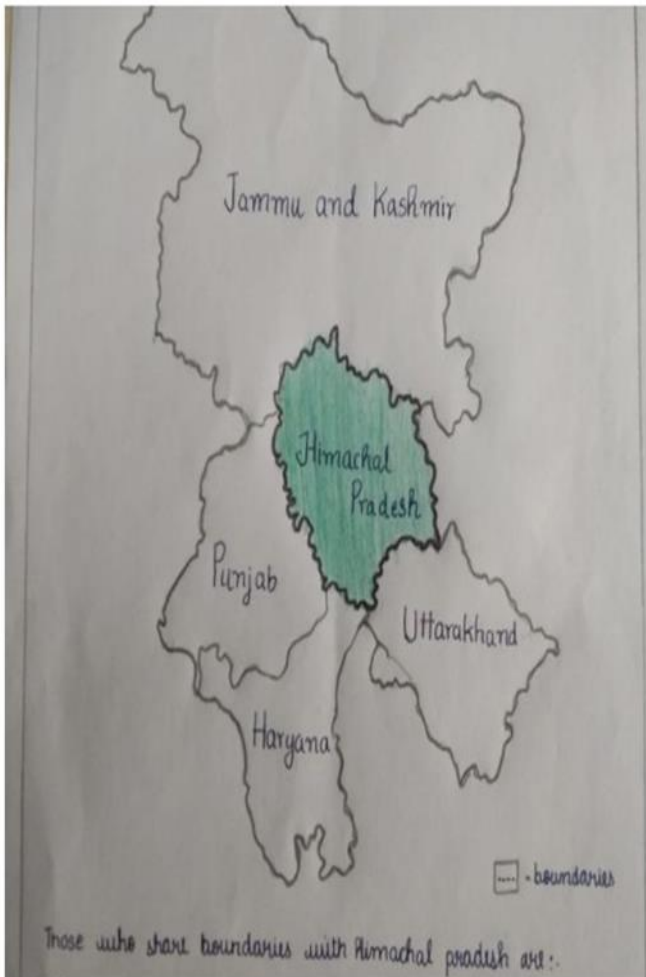 Jammu and Kashmir
Himachal
Pradesh
Punjab
Uttarakhand
Haryana
.... - boundaries
Those who share boundaries with Himachal pradesh are:-